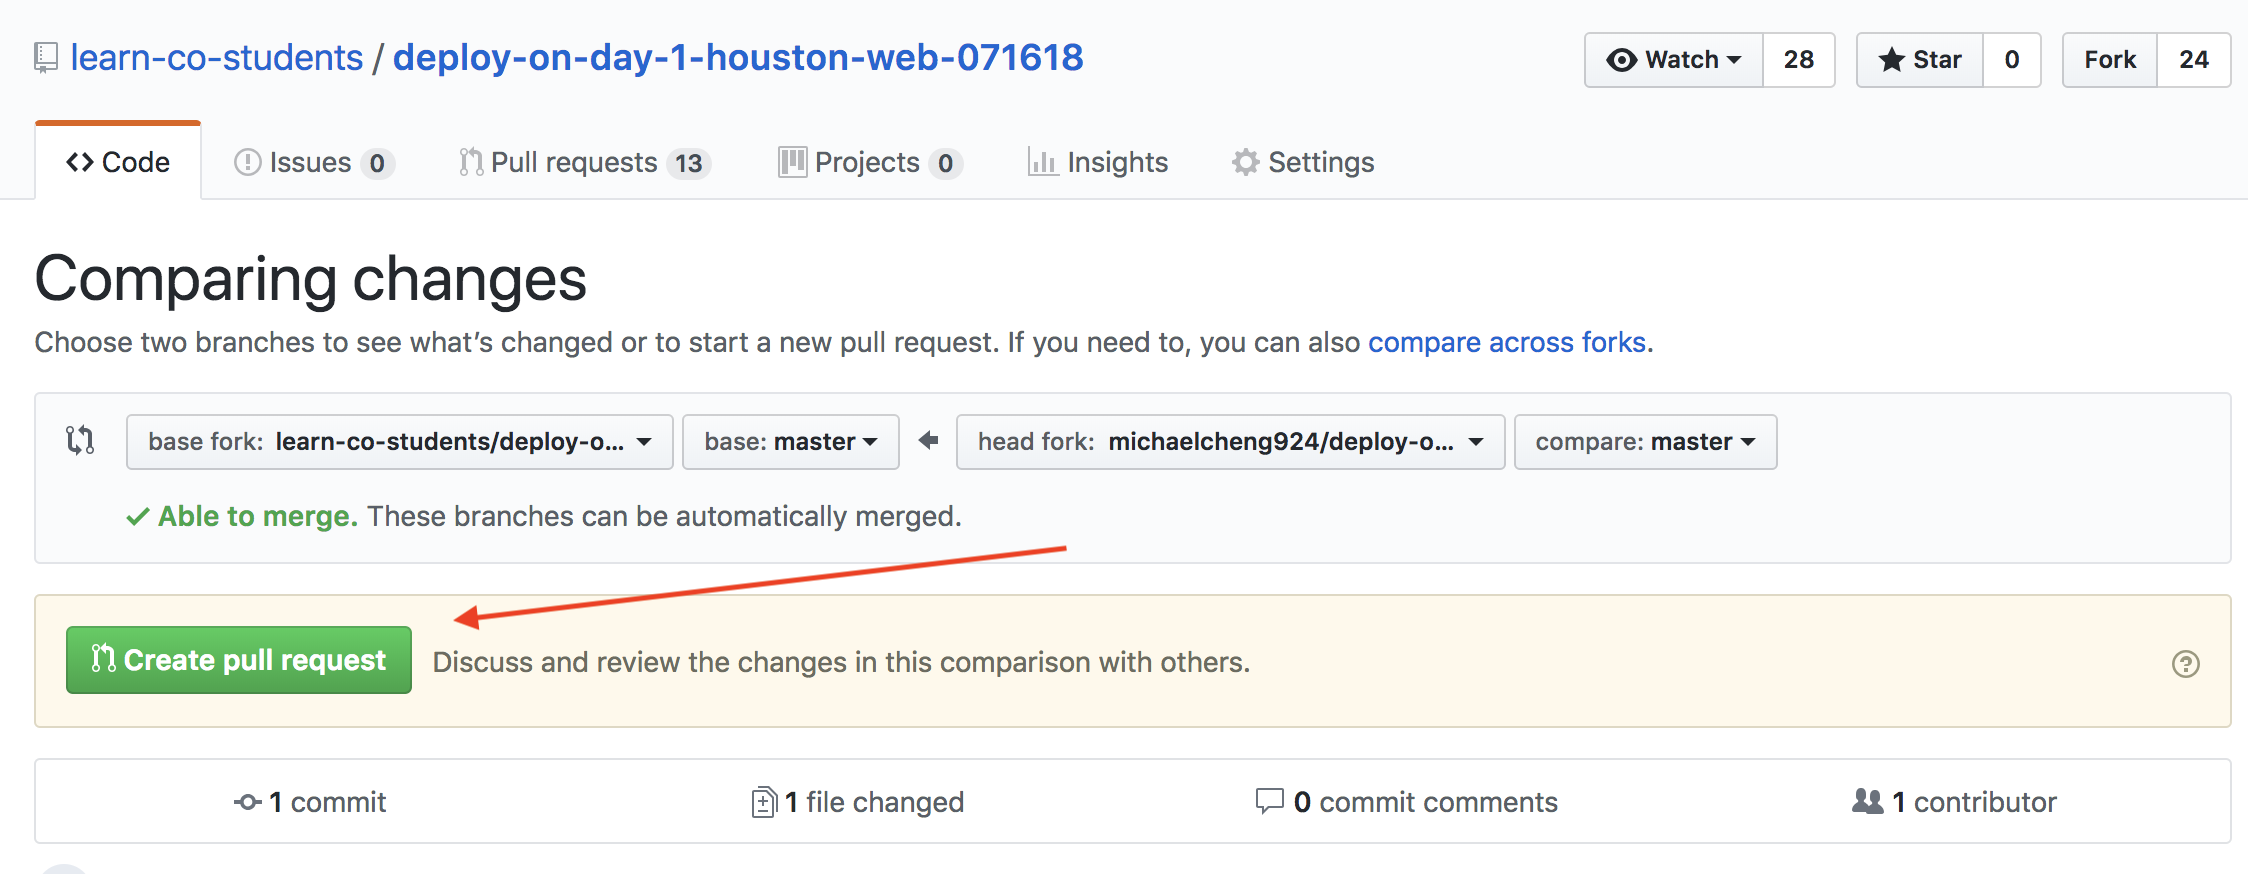 learn-co-students / deploy-on-day-1-houston-web-071618
Watch 28 Star 0 Fork 24
Code Issues 0 Pull requests 13 Projects 0 Insights Settings
Comparing changes
Choose two branches to see what’s changed or to start a new pull request. If you need to, you can also compare across forks.
base fork: learn-co-students/deploy-o... base: master head fork: michaelcheng924/deploy-o... compare: master
Able to merge. These branches can be automatically merged.
Create pull request Discuss and review the changes in this comparison with others.
1 commit 1 file changed 0 commit comments 1 contributor